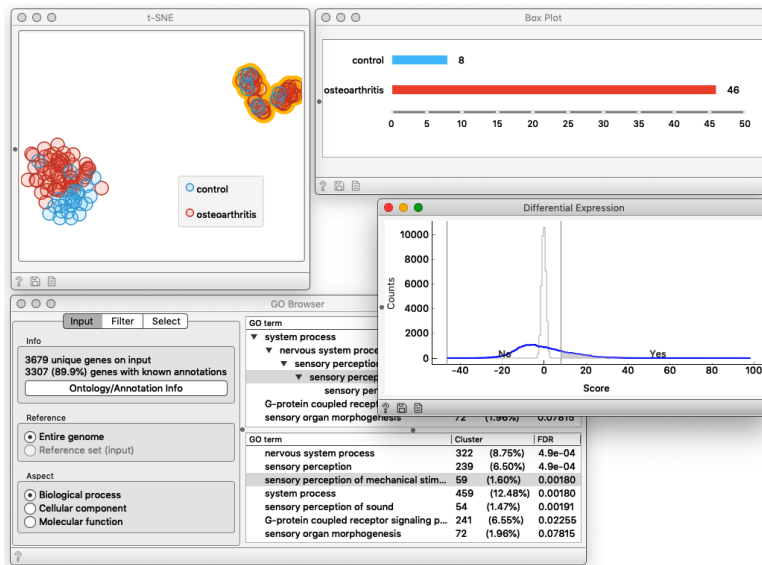 t-SNE
control
osteoarthritis
Box Plot
control
8
osteoarthritis
46
0 5 10 15 20 25 30 35 40 45 50
Differential Expression
10000
8000
6000
4000
2000
0
Counts
No
Yes
-40 -20 0 20 40 60 80 100
Score
GO Browser
Input Filter Select
Info
3679 unique genes on input
3307 (89.9%) genes with known annotations
Ontology/Annotation Info
Reference
Entire genome
Reference set (input)
Aspect
Biological process
Cellular component
Molecular function
GO term
system process
nervous system proce
sensory perception
sensory percep
sensory per
G-protein coupled recept
sensory organ morphogenesis 72 (1.96%) 0.07815
GO term Cluster FDR
nervous system process 322 (8.75%) 4.9e-04
sensory perception 239 (6.50%) 4.9e-04
sensory perception of mechanical stim... 59 (1.60%) 0.00180
system process 459 (12.48%) 0.00180
sensory perception of sound 54 (1.47%) 0.00191
G-protein coupled receptor signaling p... 241 (6.55%) 0.02255
sensory organ morphogenesis 72 (1.96%) 0.07815